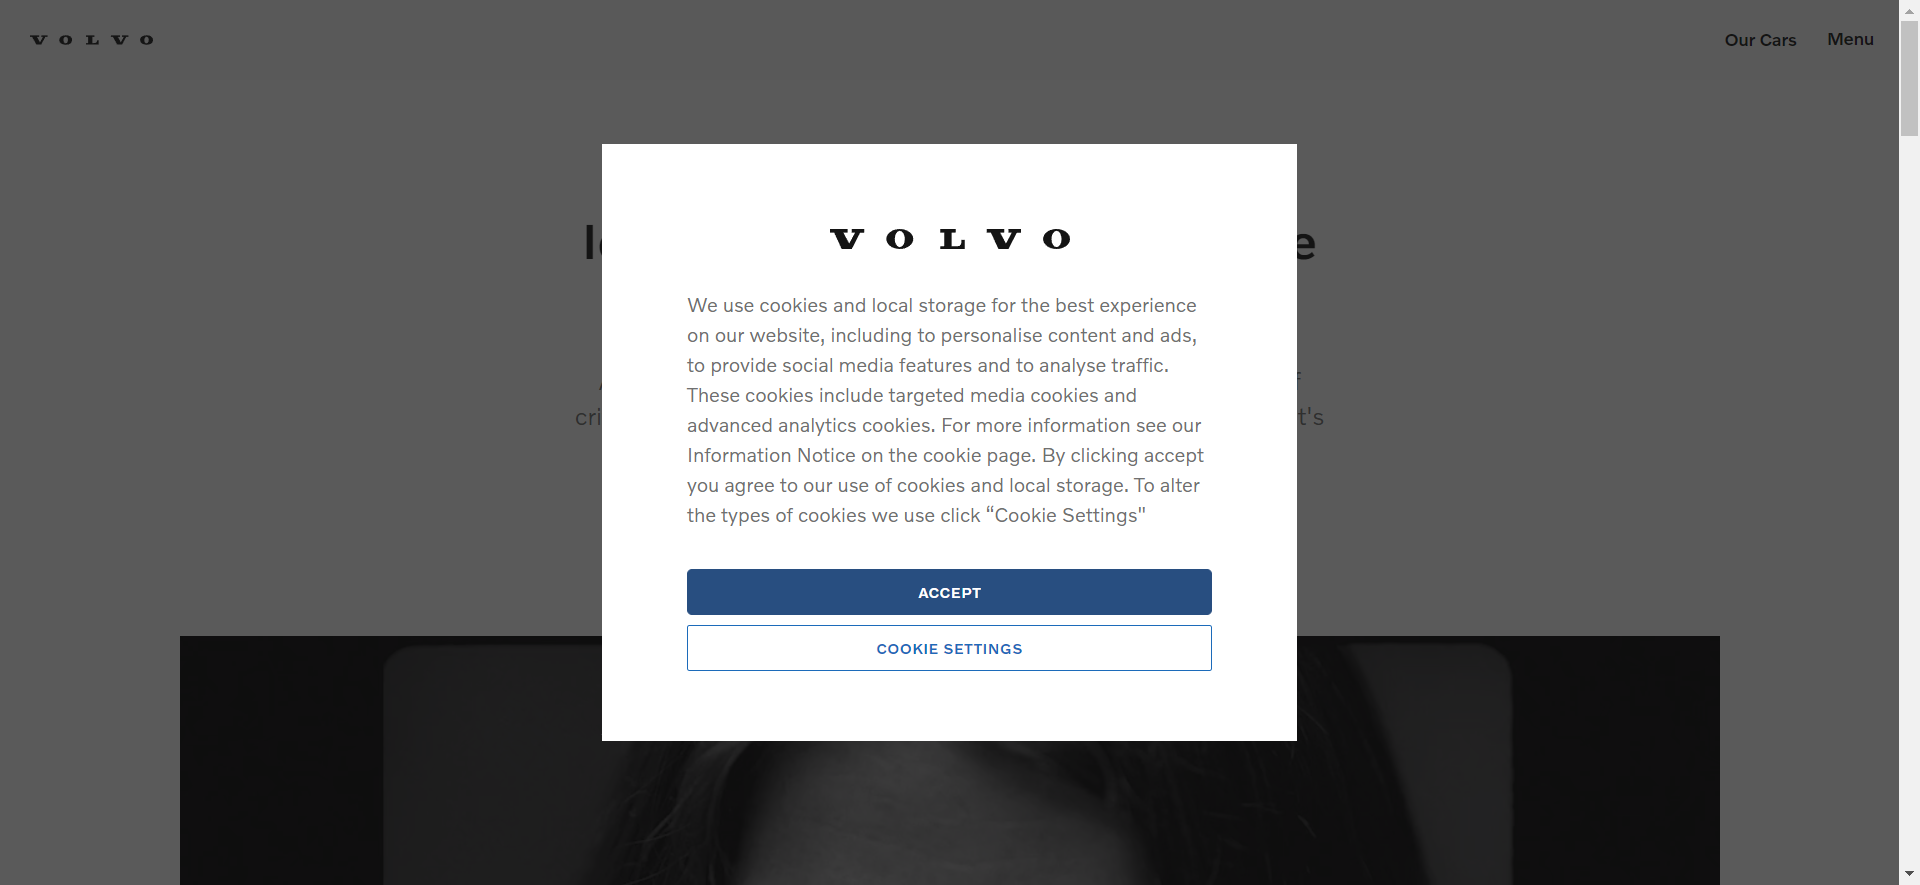 VOLVO
Our Cars
Menu
VOLVO
We use cookies and local storage for the best experience
on our website, including to personalise content and ads,
to provide social media features and to analyse traffic.
These cookies include targeted media cookies and
advanced analytics cookies. For more information see our
Information Notice on the cookie page. By clicking accept
you agree to our use of cookies and local storage. To alter
the types of cookies we use click “Cookie Settings"
ACCEPT
COOKIE SETTINGS